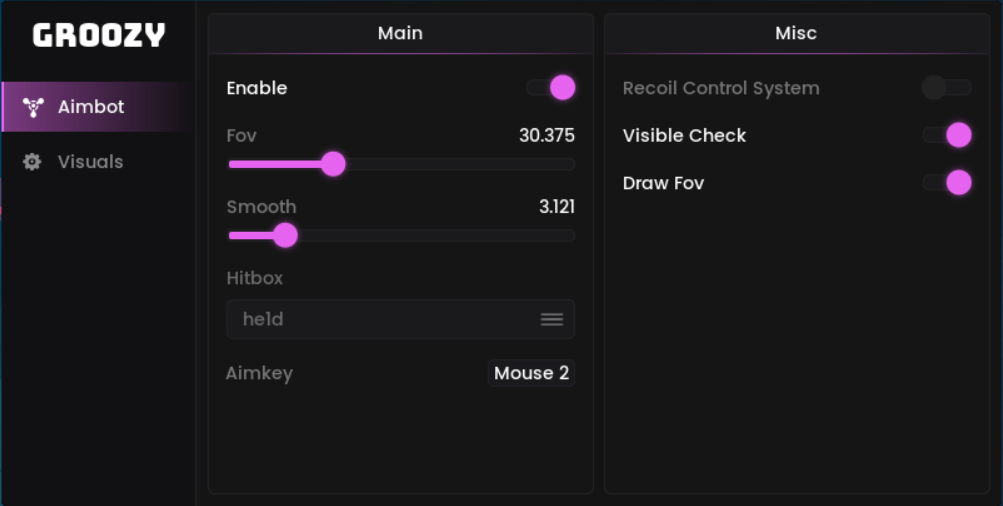 GROOZY
Aimbot
Visuals
Main
Enable
Fov 30.375
Smooth 3.121
Hitbox
he1d
Aimkey Mouse 2
Misc
Recoil Control System
Visible Check
Draw Fov